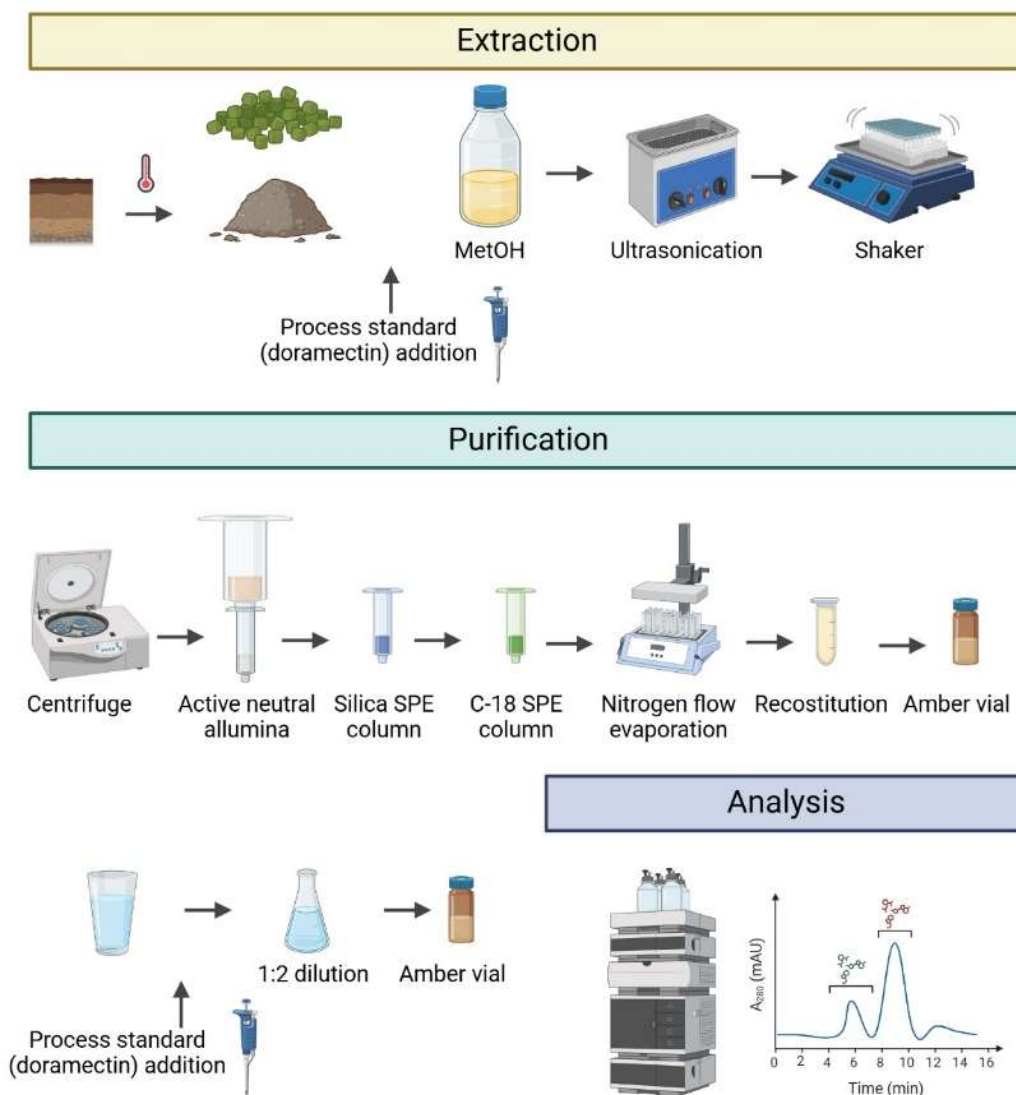 Extraction
MetOH
Ultrasonication
Shaker
Process standard
(doramectin) addition
Purification
Centrifuge
Active neutral
allumina
Silica SPE
column
C-18 SPE
column
Nitrogen flow
evaporation
Recostitution
Amber vial
Analysis
1:2 dilution
Amber vial
Process standard
(doramectin) addition
A280 (mAU)
0 2 4 6 8 10 12 14 16
Time (min)